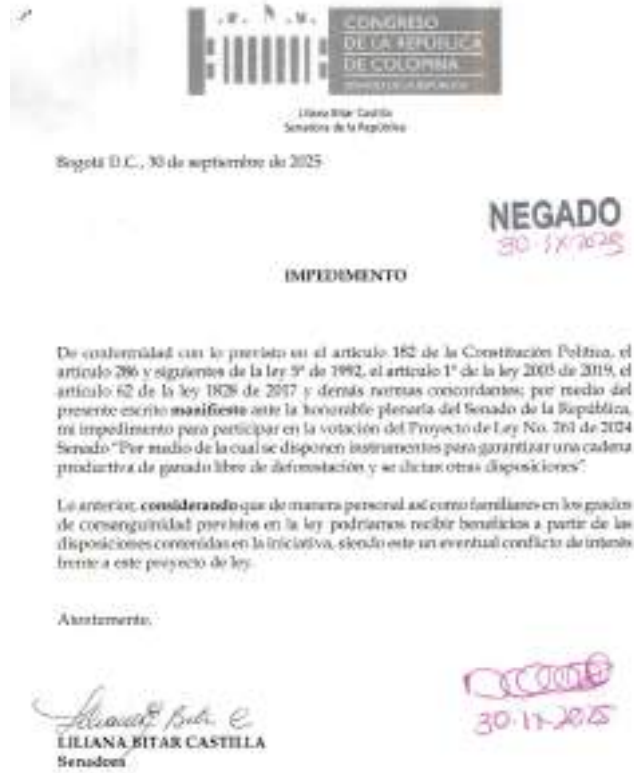 CONGRESO
DE LA REPÚBLICA
DE COLOMBIA
Liliana Bitar Castilla
Senadora de la República
Bogotá D.C., 30 de septiembre de 2025
NEGADO
30-IX-2025
IMPEDIMENTO
De conformidad con lo previsto en el artículo 182 de la Constitución Política, el
artículo 286 y siguientes de la ley 5ª de 1992, el artículo 1° de la ley 2003 de 2019, el
artículo 62 de la ley 1828 de 2017 y demás normas concordantes; por medio del
presente escrito manifiesto ante la honorable plenaria del Senado de la República,
mi impedimento para participar en la votación del Proyecto de Ley No. 261 de 2024
Senado "Por medio de la cual se disponen instrumentos para garantizar una cadena
productiva de ganado libre de deforestación y se dictan otras disposiciones"
Lo anterior, considerando que de manera personal así como familiares en los grados
de consanguinidad previstos en la ley podríamos recibir beneficios a partir de las
disposiciones contenidas en la iniciativa, siendo este un eventual conflicto de interés
frente a este proyecto de ley.
Atentamente,
LILIANA BITAR CASTILLA
Senadora
30-IX-2025